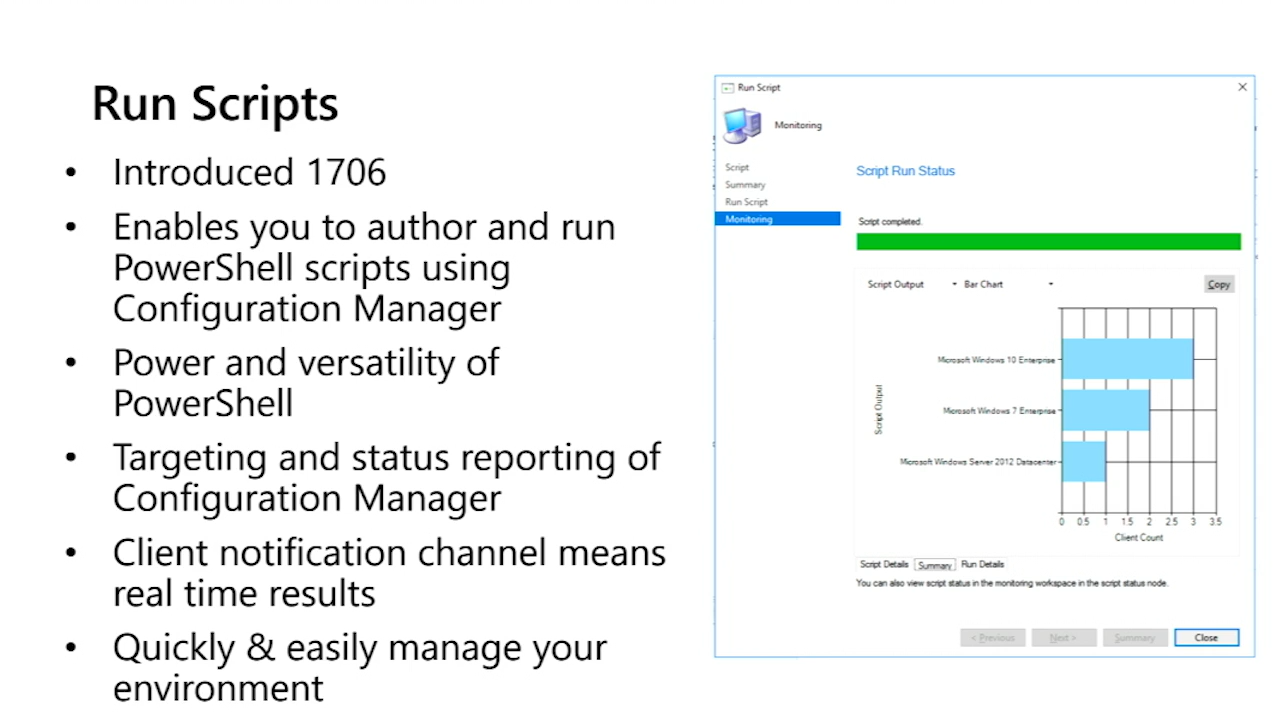 Run Scripts
• Introduced 1706
• Enables you to author and run
PowerShell scripts using
Configuration Manager
• Power and versatility of
PowerShell
• Targeting and status reporting of
Configuration Manager
• Client notification channel means
real time results
• Quickly & easily manage your
environment
Run Script
Monitoring
Script
Summary
Run Script
Monitoring
Script Run Status
Script completed.
Script Output
Bar Chart
Copy
Script Output
Microsoft Windows 10 Enterprise
Microsoft Windows 7 Enterprise
Microsoft Windows Server 2012 Datacenter
0 0.5 1 1.5 2 2.5 3 3.5
Client Count
Script Details Summary Run Details
You can also view script status in the monitoring workspace in the script status node.
< Previous Next > Summary Close